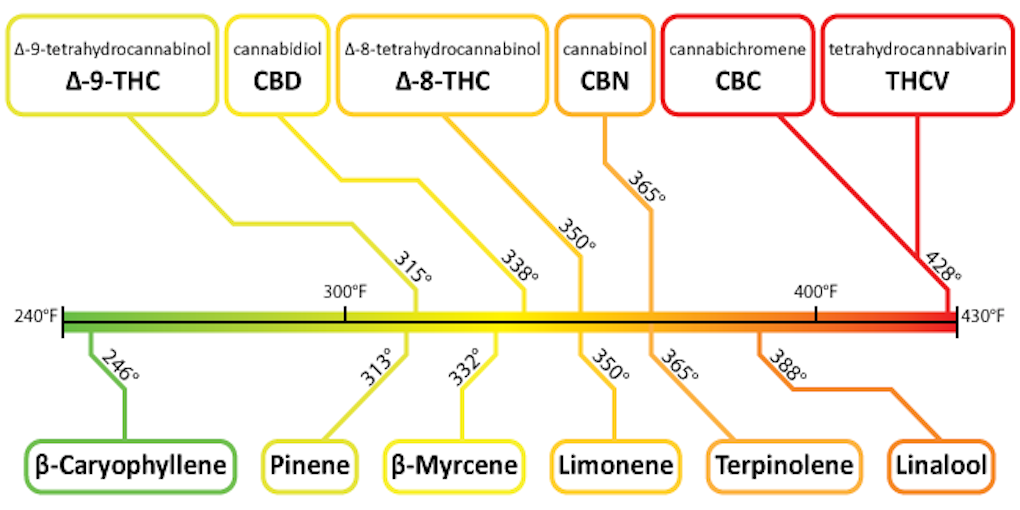 Δ-9-tetrahydrocannabinol
Δ-9-THC
cannabidiol
CBD
Δ-8-tetrahydrocannabinol
Δ-8-THC
cannabinol
CBN
cannabichromene
CBC
tetrahydrocannabivarin
THCV
315°
338°
350°
365°
428°
240°F
300°F
400°F
430°F
246°
313°
332°
350°
365°
388°
β-Caryophyllene
Pinene
β-Myrcene
Limonene
Terpinolene
Linalool